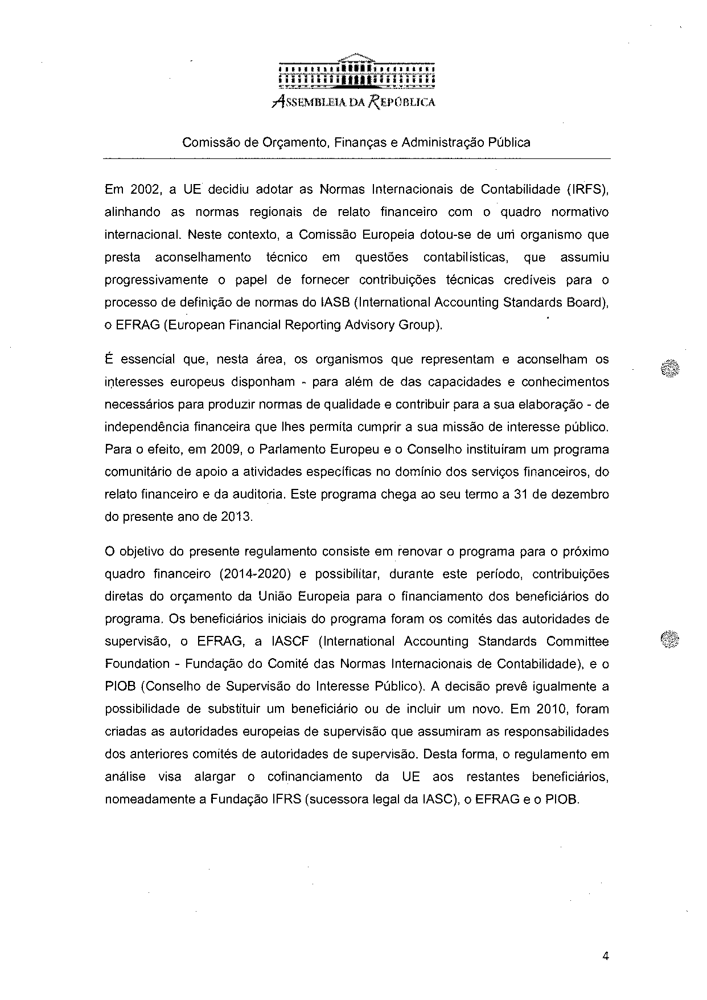 ASSEMBLEIA DA REPÚBLICA
Comissão de Orçamento, Finanças e Administração Pública
Em 2002, a UE decidiu adotar as Normas Internacionais de Contabilidade (IRFS),
alinhando as normas regionais de relato financeiro com o quadro normativo
internacional. Neste contexto, a Comissão Europeia dotou-se de um organismo que
presta aconselhamento técnico em questões contabilísticas, que assumiu
progressivamente o papel de fornecer contribuições técnicas credíveis para o
processo de definição de normas do IASB (International Accounting Standards Board),
o EFRAG (European Financial Reporting Advisory Group).
É essencial que, nesta área, os organismos que representam e aconselham os
interesses europeus disponham - para além de das capacidades e conhecimentos
necessários para produzir normas de qualidade e contribuir para a sua elaboração - de
independência financeira que lhes permita cumprir a sua missão de interesse público.
Para o efeito, em 2009, o Parlamento Europeu e o Conselho instituíram um programa
comunitário de apoio a atividades específicas no domínio dos serviços financeiros, do
relato financeiro e da auditoria. Este programa chega ao seu termo a 31 de dezembro
do presente ano de 2013.
O objetivo do presente regulamento consiste em renovar o programa para o próximo
quadro financeiro (2014-2020) e possibilitar, durante este período, contribuições
diretas do orçamento da União Europeia para o financiamento dos beneficiários do
programa. Os beneficiários iniciais do programa foram os comités das autoridades de
supervisão, o EFRAG, a IASCF (International Accounting Standards Committee
Foundation - Fundação do Comité das Normas Internacionais de Contabilidade), e o
PIOB (Conselho de Supervisão do Interesse Público). A decisão prevê igualmente a
possibilidade de substituir um beneficiário ou de incluir um novo. Em 2010, foram
criadas as autoridades europeias de supervisão que assumiram as responsabilidades
dos anteriores comités de autoridades de supervisão. Desta forma, o regulamento em
análise visa alargar o cofinanciamento da UE aos restantes beneficiários,
nomeadamente a Fundação IFRS (sucessora legal da IASC), o EFRAG e o PIOB.
4